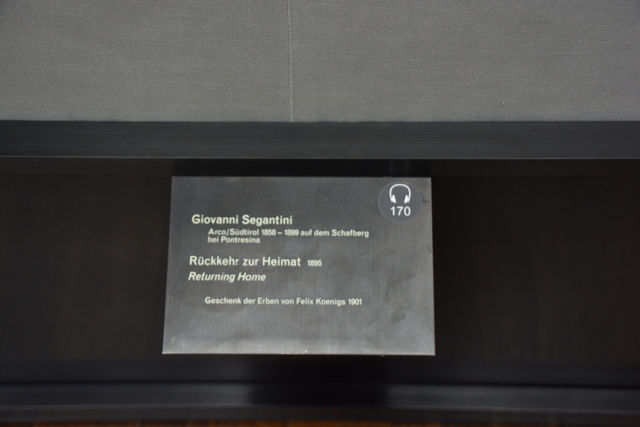 170
Giovanni Segantini
Arco/Südtirol 1858 – 1899 auf dem Schafberg
bei Pontresina
Rückkehr zur Heimat 1895
Returning Home
Geschenk der Erben von Felix Koenigs 1901